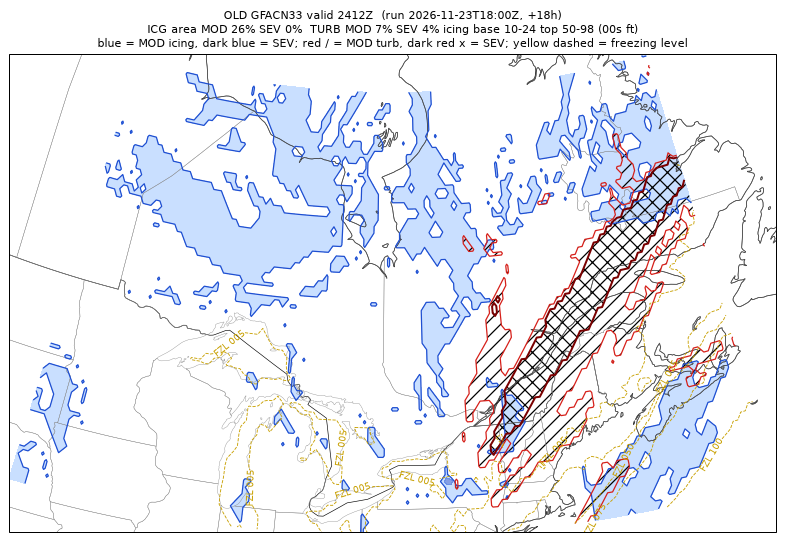 OLD GFACN33 valid 2412Z (run 2026-11-23T18:00Z, +18h)
ICG area MOD 26% SEV 0% TURB MOD 7% SEV 4% icing base 10-24 top 50-98 (00s ft)
blue = MOD icing, dark blue = SEV; red / = MOD turb, dark red x = SEV; yellow dashed = freezing level
FZL 005
FZL 005
FZL 005
FZL 005
FZL 100